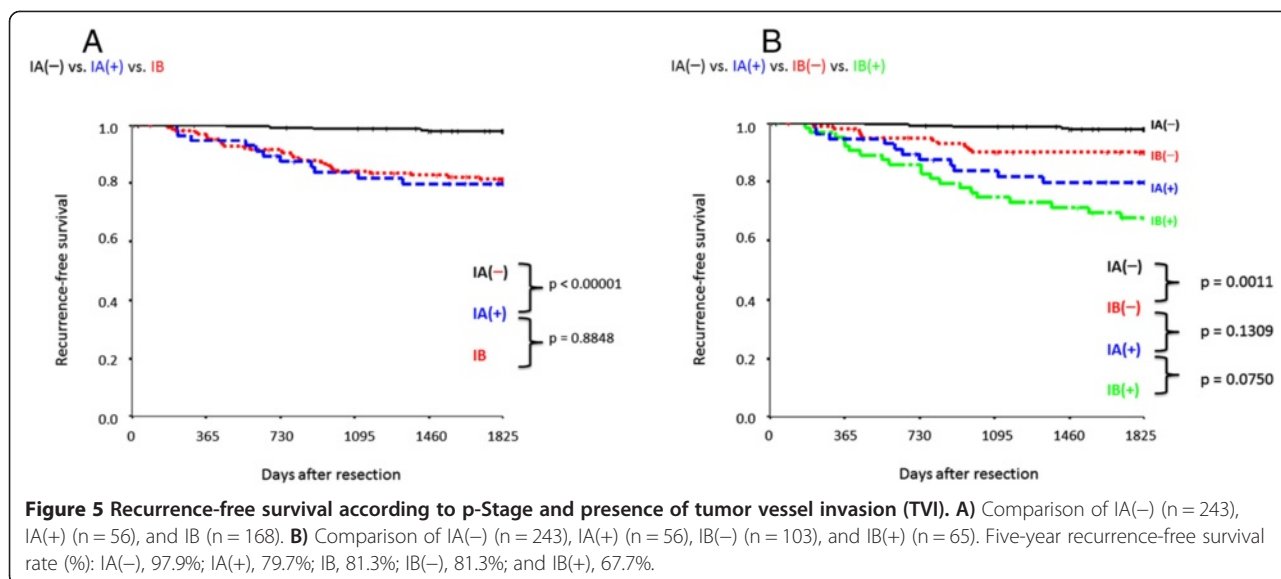 A
IA(−) vs. IA(+) vs. IB
Recurrence-free survival
1.0
0.8
0.6
0.4
0.2
0.0
0 365 730 1095 1460 1825
Days after resection
IA(−)
p < 0.00001
IA(+)
p = 0.8848
IB
B
IA(−) vs. IA(+) vs. IB(−) vs. IB(+)
Recurrence-free survival
1.0
0.8
0.6
0.4
0.2
0.0
0 365 730 1095 1460 1825
Days after resection
IA(−)
IB(−)
IA(+)
IB(+)
IA(−)
p = 0.0011
IB(−)
p = 0.1309
IA(+)
p = 0.0750
IB(+)
Figure 5 Recurrence-free survival according to p-Stage and presence of tumor vessel invasion (TVI). A) Comparison of IA(−) (n = 243),
IA(+) (n = 56), and IB (n = 168). B) Comparison of IA(−) (n = 243), IA(+) (n = 56), IB(−) (n = 103), and IB(+) (n = 65). Five-year recurrence-free survival
rate (%): IA(−), 97.9%; IA(+), 79.7%; IB, 81.3%; IB(−), 81.3%; and IB(+), 67.7%.